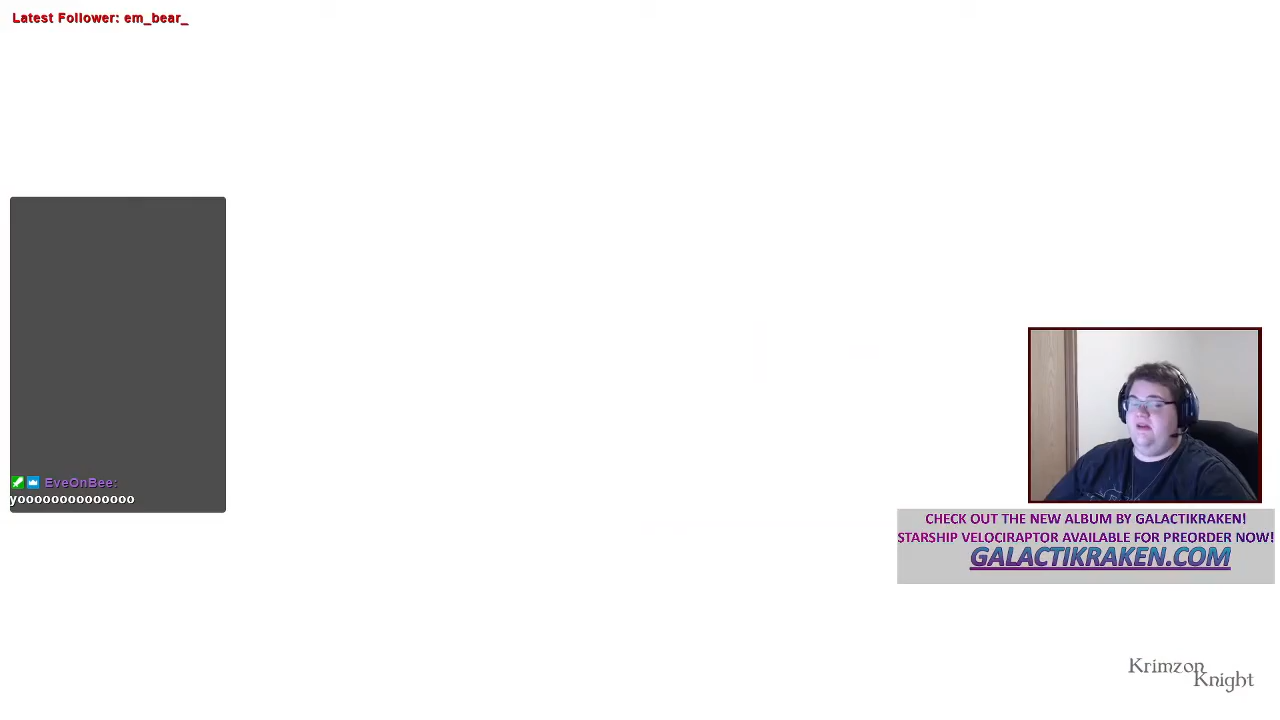 Latest Follower: em_bear_
EveOnBee:
yoooooooooooooo
CHECK OUT THE NEW ALBUM BY GALACTIKRAKEN!
STARSHIP VELOCIRAPTOR AVAILABLE FOR PREORDER NOW!
GALACTIKRAKEN.COM
Krimzon
Knight